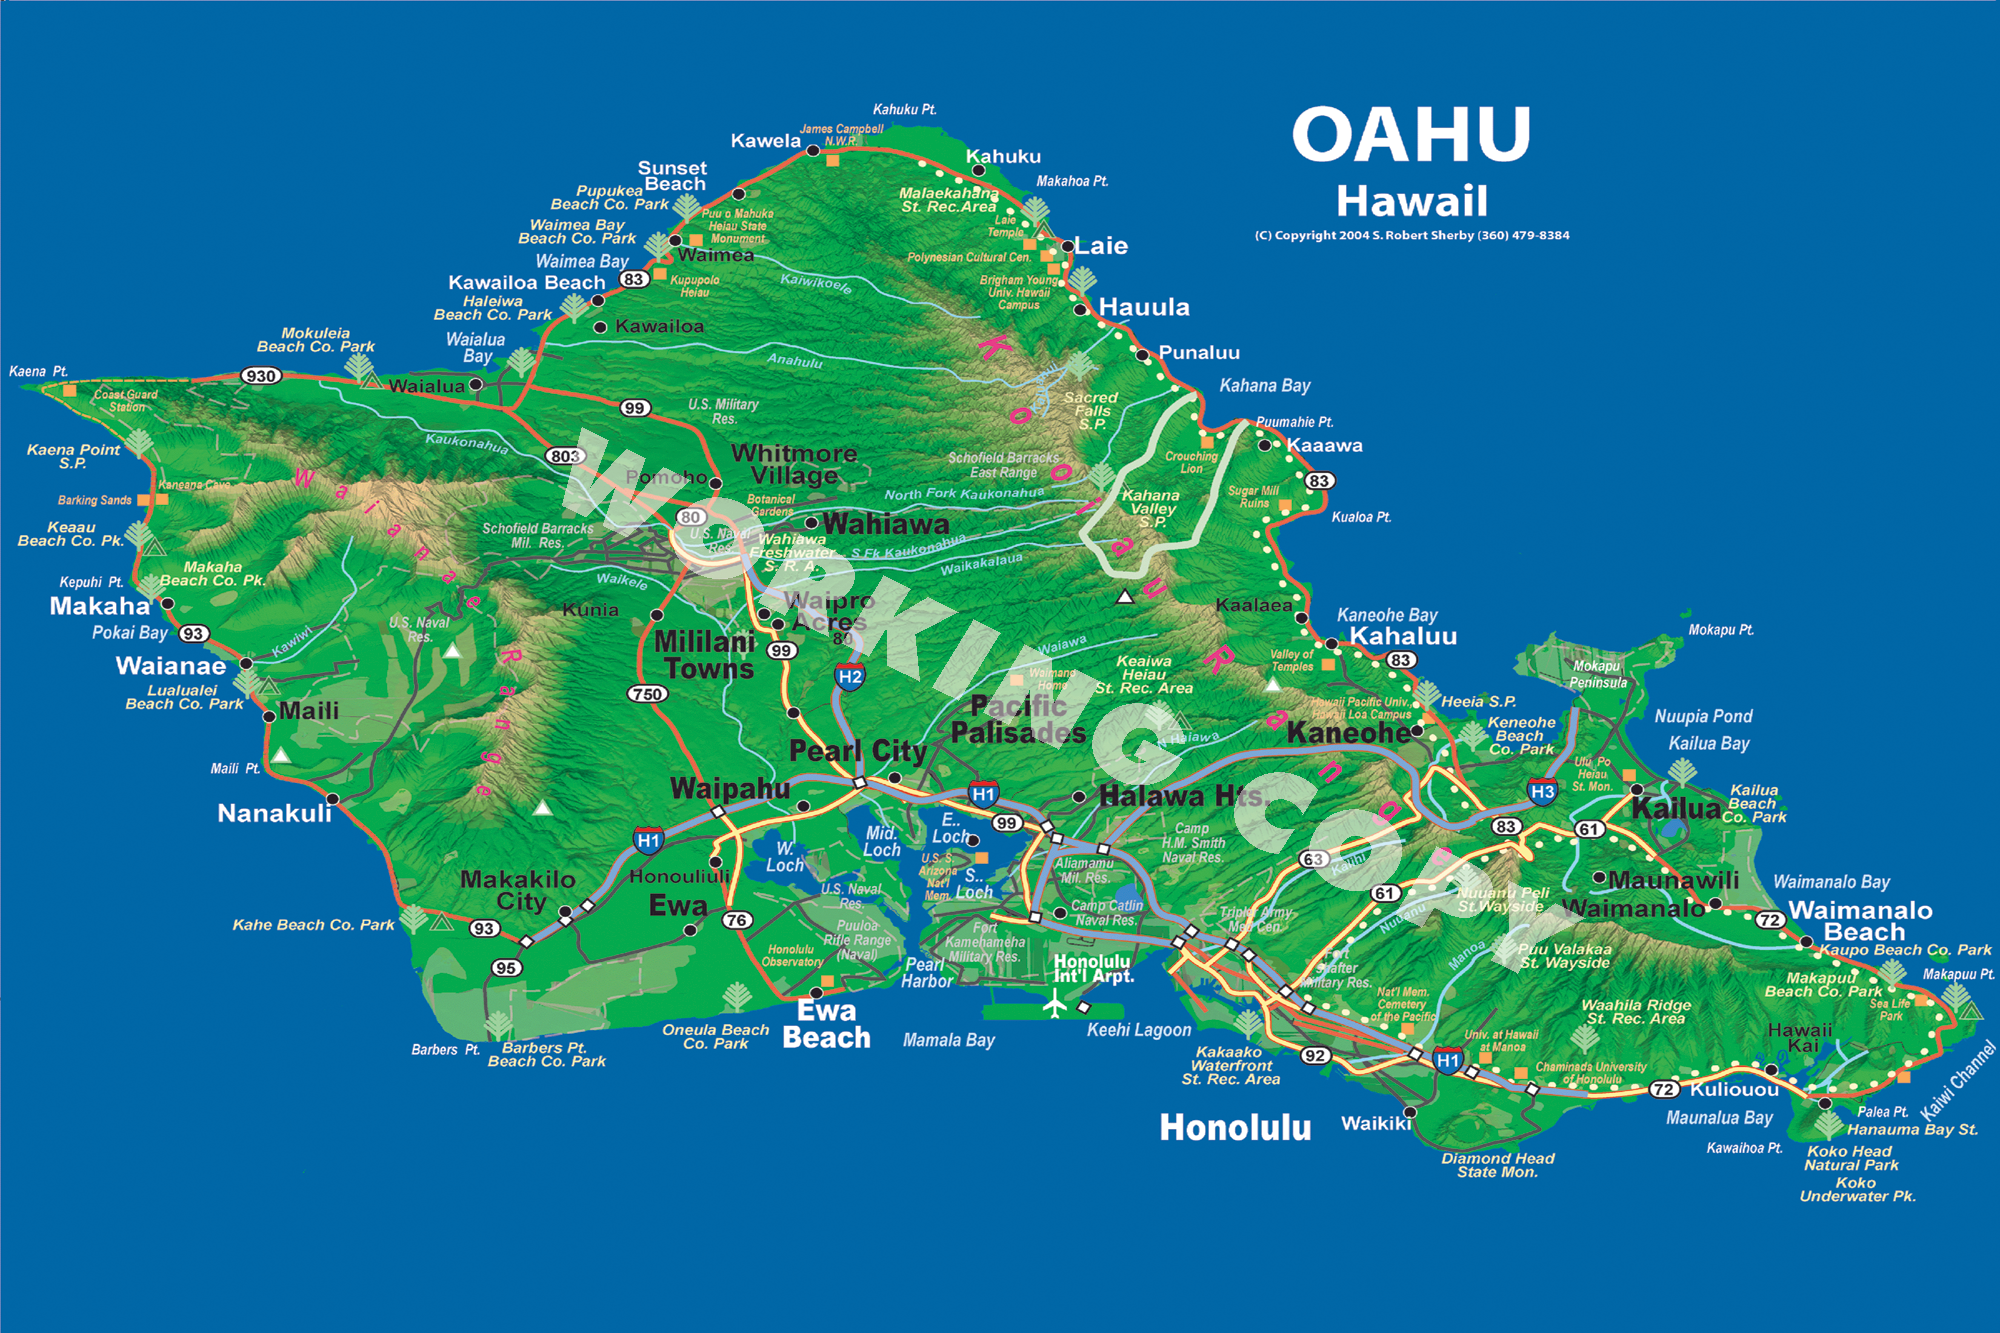 OAHU
Hawail
(C) Copyright 2004 S. Robert Sherby (360) 479-8384
Kahuku Pt.
James Campbell
N.W.R.
Kawela
Kahuku
Makahoa Pt.
Sunset
Beach
Pupukea
Beach Co. Park
Malaekahana
St. Rec.Area
Puu o Mahuka
Heiau State
Monument
Waimea Bay
Beach Co. Park
Laie
Temple
Laie
Waimea
Waimea Bay
Polynesian Cultural Cen.
Kawailoa Beach
83
Kupupolo
Heiau
Kaiwikoele
Brigham Young
Univ. Hawaii
Campus
Haleiwa
Beach Co. Park
Hauula
Kawailoa
Mokuleia
Beach Co. Park
Waialua
Bay
Anahulu
Punaluu
Kaena Pt.
930
Waialua
Kahana Bay
Coast Guard
Station
99
U.S. Military
Res.
Sacred
Falls
S.P.
Puumahie Pt.
Kaena Point
S.P.
Kaukonahua
803
Whitmore
Village
Schofield Barracks
East Range
Crouching
Lion
Kaaawa
Pomoho
Kaneana Cave
Barking Sands
83
Botanical
Gardens
North Fork Kaukonahua
Kahana
Valley
S.P.
Sugar Mill
Ruins
Kualoa Pt.
80
Wahiawa
Keaau
Beach Co. Pk.
Schofield Barracks
Mil. Res.
U.S. Naval
Res.
Wahiawa
Freshwater
S. R. A.
S Fk Kaukonahua
Waikakalaua
Makaha
Beach Co. Pk.
Kepuhi Pt.
Makaha
Waikele
Kunia
Waipro
Acres
80
Kaalaea
Kaneohe Bay
Pokai Bay
93
Kawiwi
U.S. Naval
Res.
Mililani
Towns
99
Waiawa
Kahaluu
Mokapu Pt.
Waianae
Keaiwa
Heiau
St. Rec. Area
Valley of
Temples
83
Mokapu
Peninsula
Lualualei
Beach Co. Park
750
H2
Waimano
Home
Maili
Pacific
Palisades
Hawaii Pacific Univ.,
Hawaii Loa Campus
Heeia S.P.
Nuupia Pond
N Halawa
Kaneohe
Keneohe
Beach
Co. Park
Kailua Bay
Pearl City
Maili Pt.
Waipahu
H1
Halawa Hts.
Ulu Po
Heiau
St. Mon.
H3
Kailua
Kailua
Beach
Co. Park
Nanakuli
H1
99
E..
Loch
Mid.
Loch
W.
Loch
Camp
H.M. Smith
Naval Res.
83
61
63
Kalihi
U.S. S.
Arizona
Nat'l
Mem.
S..
Loch
Aliamamu
Mil. Res.
Makakilo
City
Honouliuli
U.S. Naval
Res.
61
Nuuanu Peli
St.Wayside
Maunawili
Waimanalo Bay
Ewa
Camp Catlin
Naval Res.
Tripler Army
Med Cen.
Nuuanu
Waimanalo
72
Waimanalo
Beach
Kahe Beach Co. Park
93
76
Puuloa
Rifle Range
(Naval)
Fort
Kamehameha
Military Res.
Honolulu
Observatory
95
Pearl
Harbor
Honolulu
Int'l Arpt.
Fort
Shafter
Military Res.
Manoa
Puu Valakaa
St. Wayside
Kaupo Beach Co. Park
Makapuu
Beach Co. Park
Makapuu Pt.
Sea Life
Park
Ewa
Beach
Nat'l Mem.
Cemetery
of the Pacific
Waahila Ridge
St. Rec. Area
Barbers Pt.
Barbers Pt.
Beach Co. Park
Oneula Beach
Co. Park
Mamala Bay
Keehi Lagoon
Kakaako
Waterfront
St. Rec. Area
92
Univ. at Hawaii
at Manoa
H1
Chaminada University
of Honolulu
Hawaii
Kai
72
Kuliouou
Kaiwi Channel
Honolulu
Waikiki
Maunalua Bay
Palea Pt.
Hanauma Bay St.
Kawaihoa Pt.
Diamond Head
State Mon.
Koko Head
Natural Park
Koko
Underwater Pk.
Waianae Range
Koolau Range
WORKING COPY